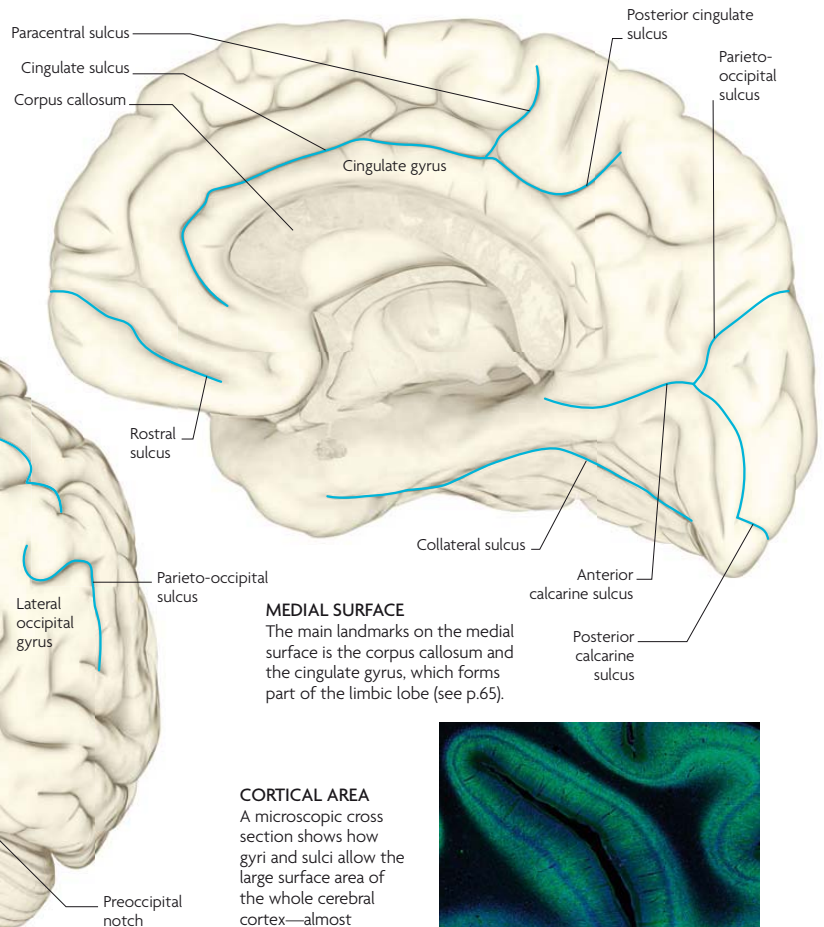 Paracentral sulcus
Cingulate sulcus
Corpus callosum
Posterior cingulate
sulcus
Parieto-
occipital
sulcus
Cingulate gyrus
Rostral
sulcus
Collateral sulcus
Anterior
calcarine sulcus
Posterior
calcarine
sulcus
Parieto-occipital
sulcus
Lateral
occipital
gyrus
MEDIAL SURFACE
The main landmarks on the medial
surface is the corpus callosum and
the cingulate gyrus, which forms
part of the limbic lobe (see p.65).
CORTICAL AREA
A microscopic cross
section shows how
gyri and sulci allow the
large surface area of
the whole cerebral
cortex—almost
Preoccipital
notch